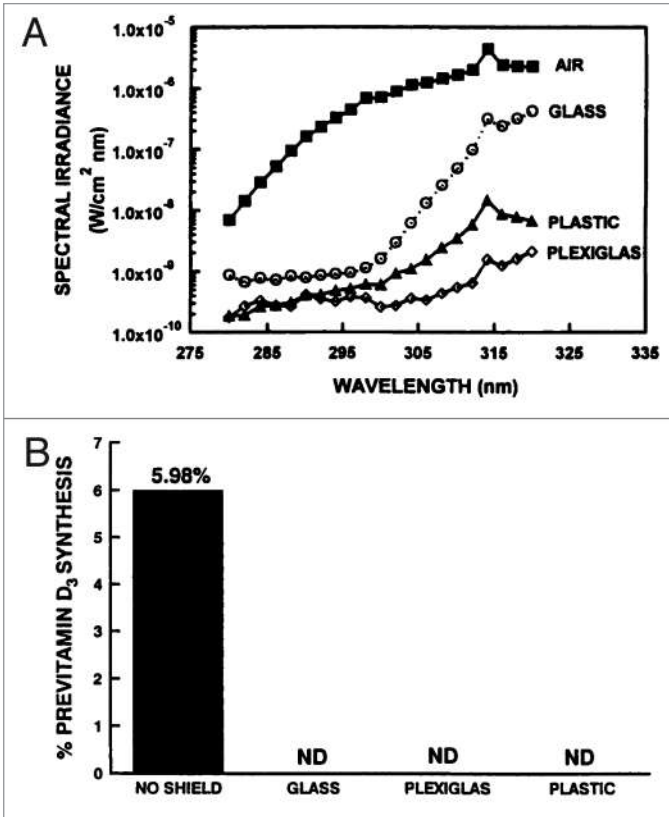 A
SPECTRAL IRRADIANCE
(W/cm² nm)
1.0x10⁻⁵
1.0x10⁻⁶
1.0x10⁻⁷
1.0x10⁻⁸
1.0x10⁻⁹
1.0x10⁻¹⁰
AIR
GLASS
PLASTIC
PLEXIGLAS
275 285 295 305 315 325 335
WAVELENGTH (nm)
B
% PREVITAMIN D₃ SYNTHESIS
7
6
5
4
3
2
1
0
5.98%
ND ND ND
NO SHIELD GLASS PLEXIGLAS PLASTIC